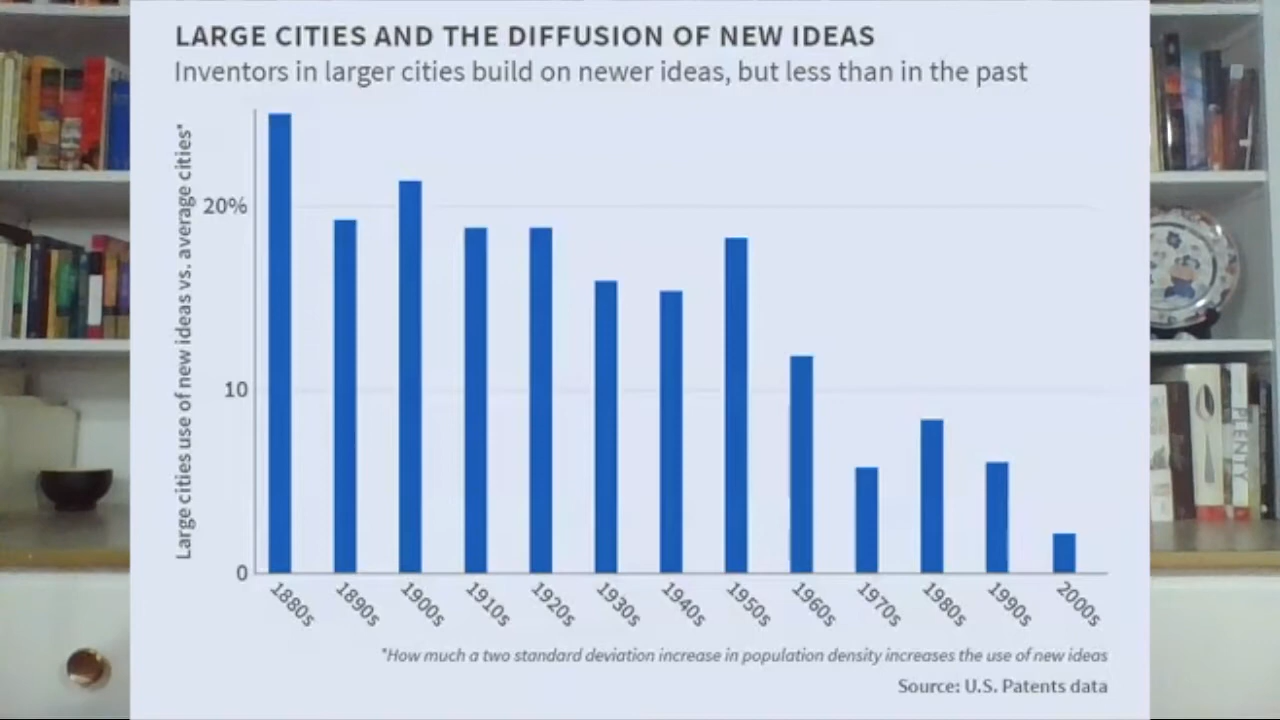 LARGE CITIES AND THE DIFFUSION OF NEW IDEAS
Inventors in larger cities build on newer ideas, but less than in the past
Large cities use of new ideas vs. average cities*
20%
10
0
1880s
1890s
1900s
1910s
1920s
1930s
1940s
1950s
1960s
1970s
1980s
1990s
2000s
*How much a two standard deviation increase in population density increases the use of new ideas
Source: U.S. Patents data
PLENTY